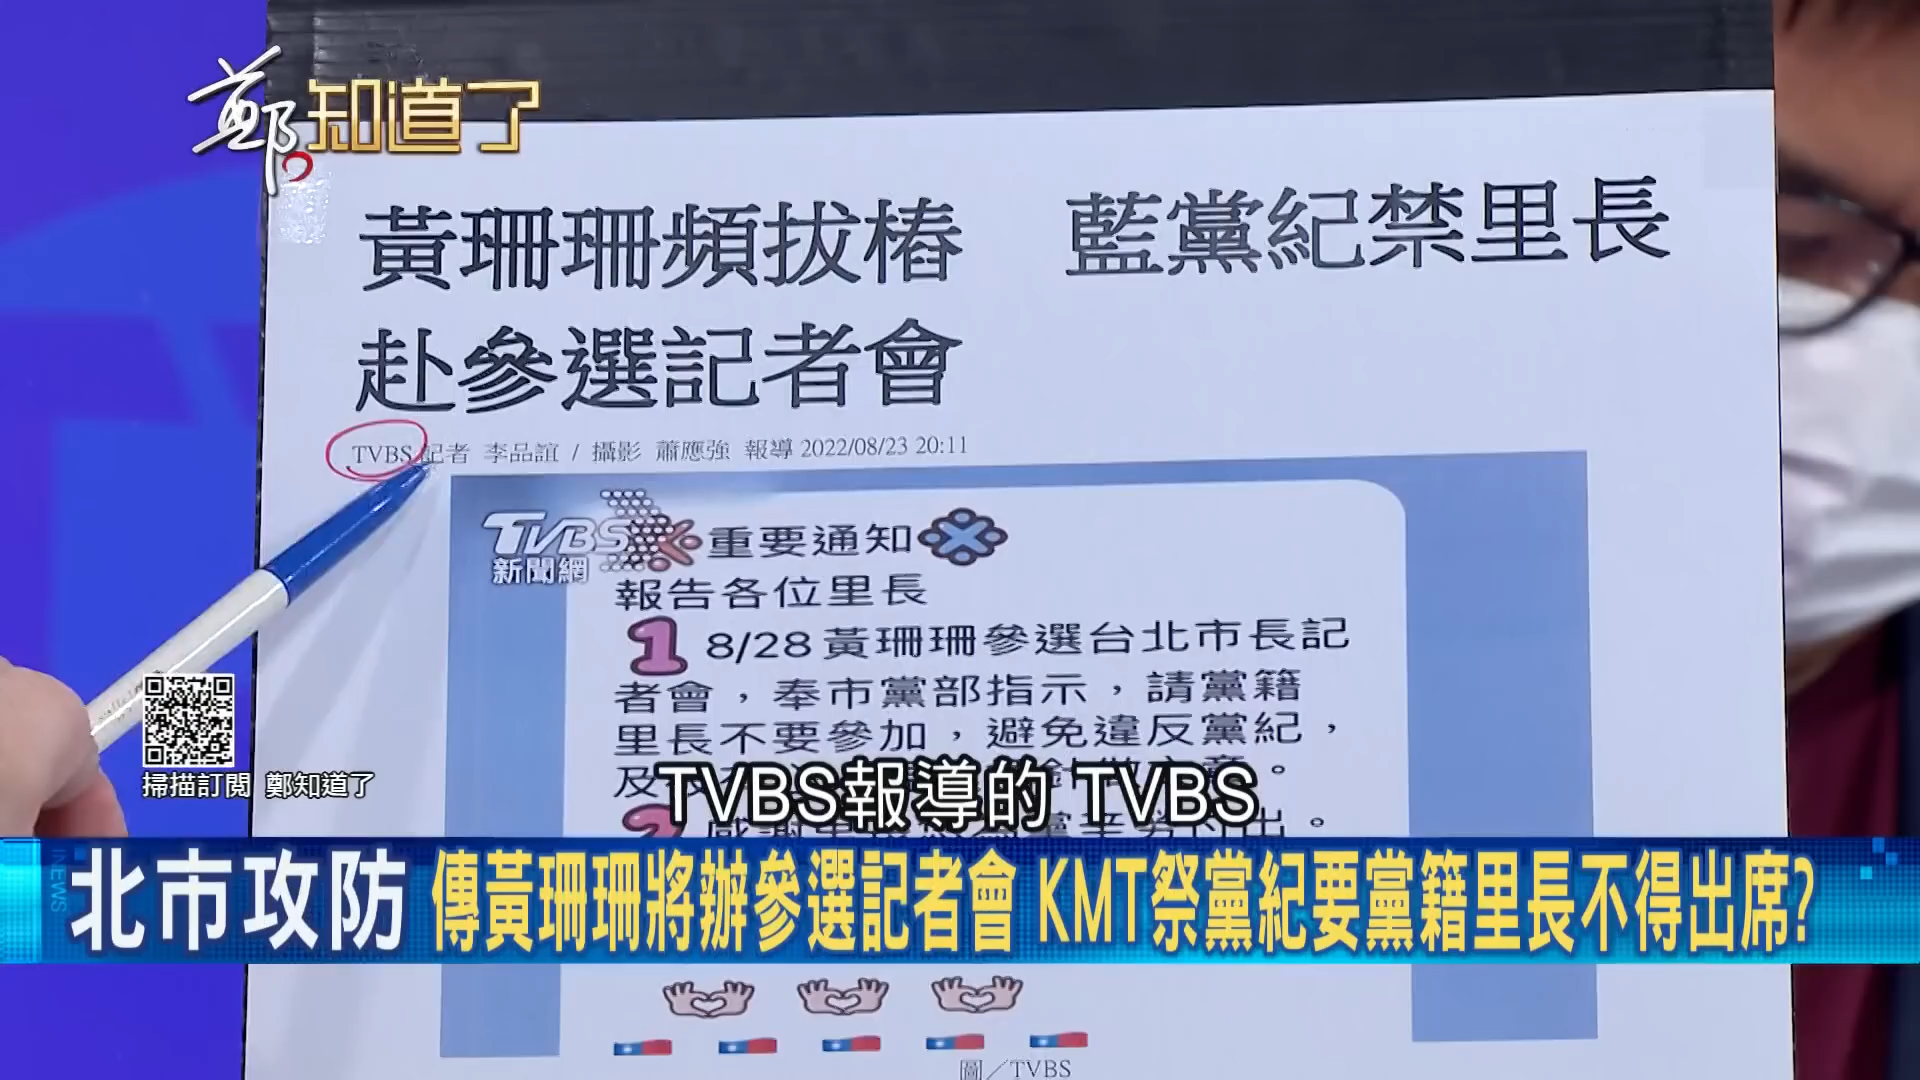 鄭知道了
黃珊珊頻拔樁 藍黨紀禁里長
赴參選記者會
TVBS 記者 李品誼 / 攝影 蕭應強 報導 2022/08/23 20:11
TVBS
新聞網
重要通知
報告各位里長
1 8/28 黃珊珊參選台北市長記
者會，奉市黨部指示，請黨籍
里長不要參加，避免違反黨紀，
及
2
掃描訂閱 鄭知道了
TVBS報導的 TVBS
INEWS
北市攻防 傳黃珊珊將辦參選記者會 KMT祭黨紀要黨籍里長不得出席?
圖／TVBS